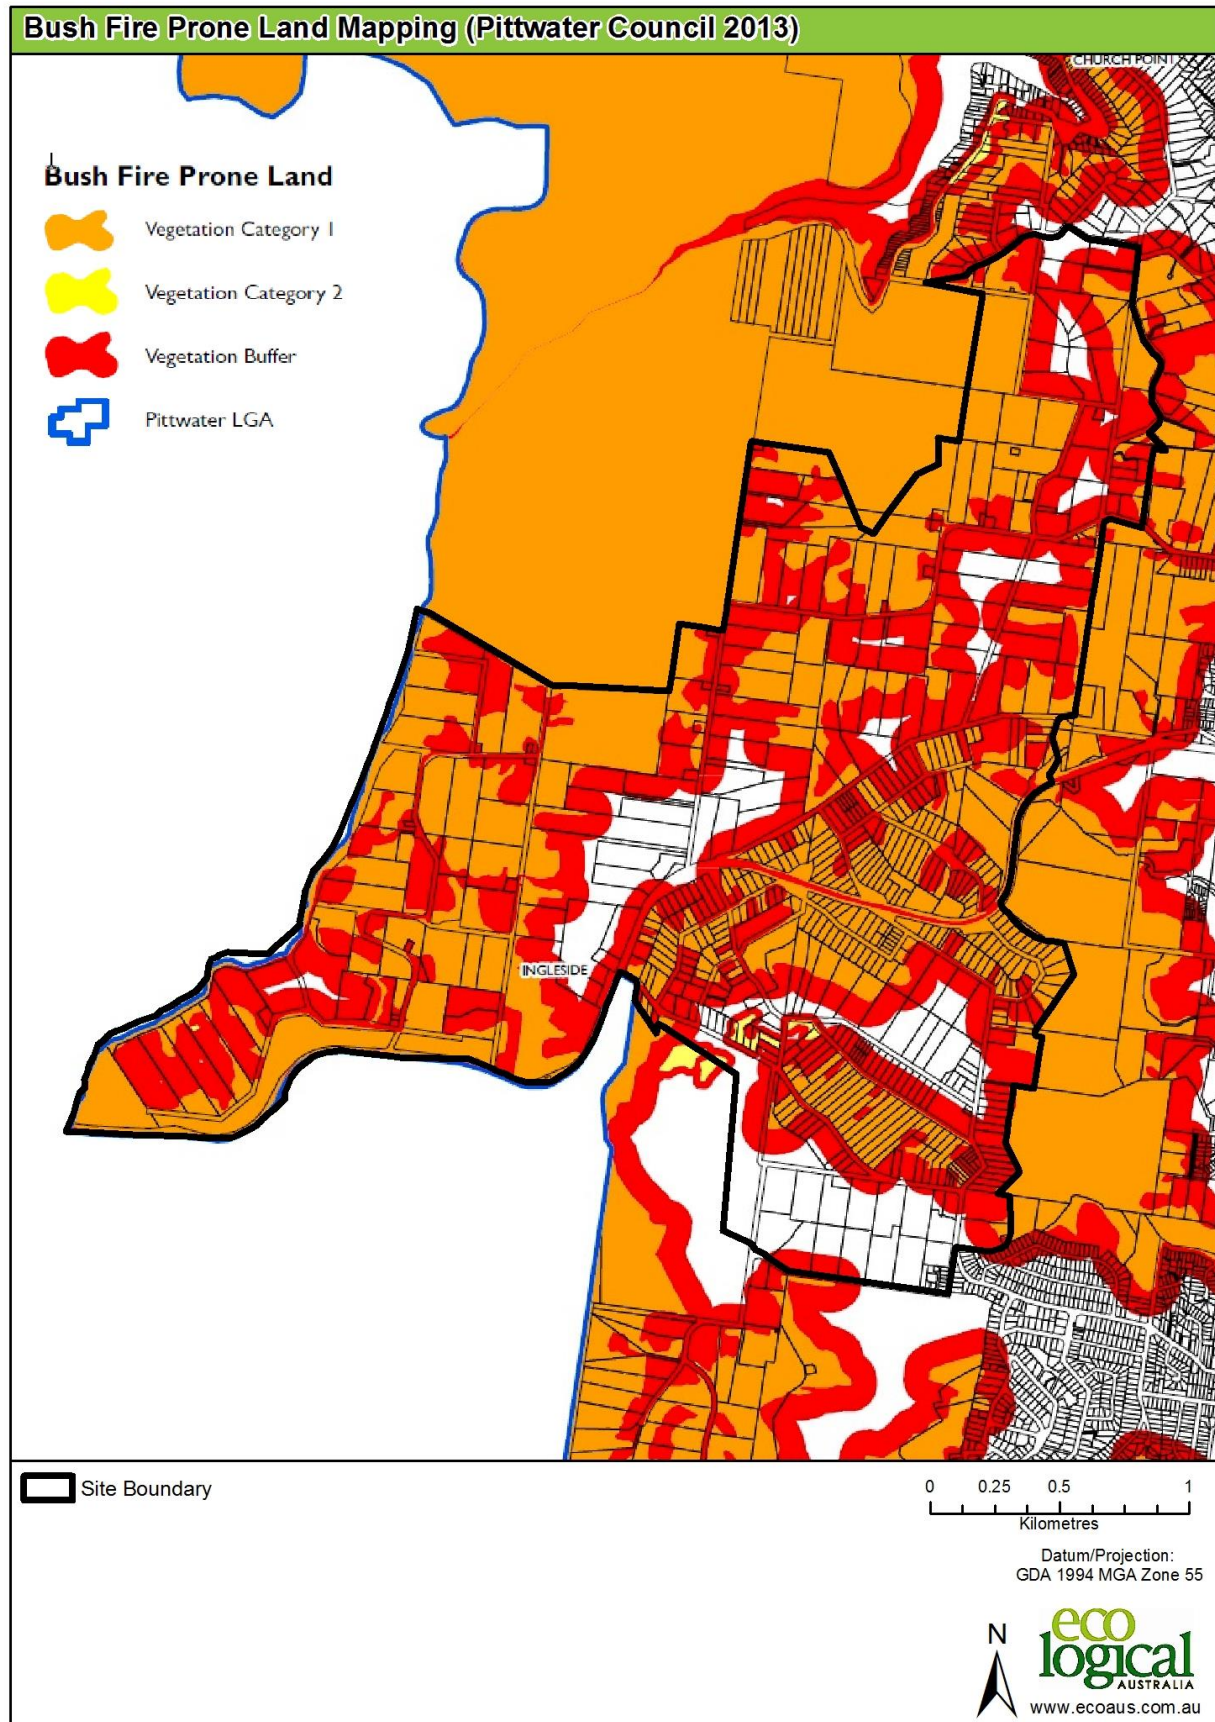 Bush Fire Prone Land Mapping (Pittwater Council 2013)
CHURCH POINT
Bush Fire Prone Land
Vegetation Category 1
Vegetation Category 2
Vegetation Buffer
Pittwater LGA
INGLESIDE
Site Boundary
0 0.25 0.5 1
Kilometres
Datum/Projection:
GDA 1994 MGA Zone 55
N
eco
logical
AUSTRALIA
www.ecoaus.com.au